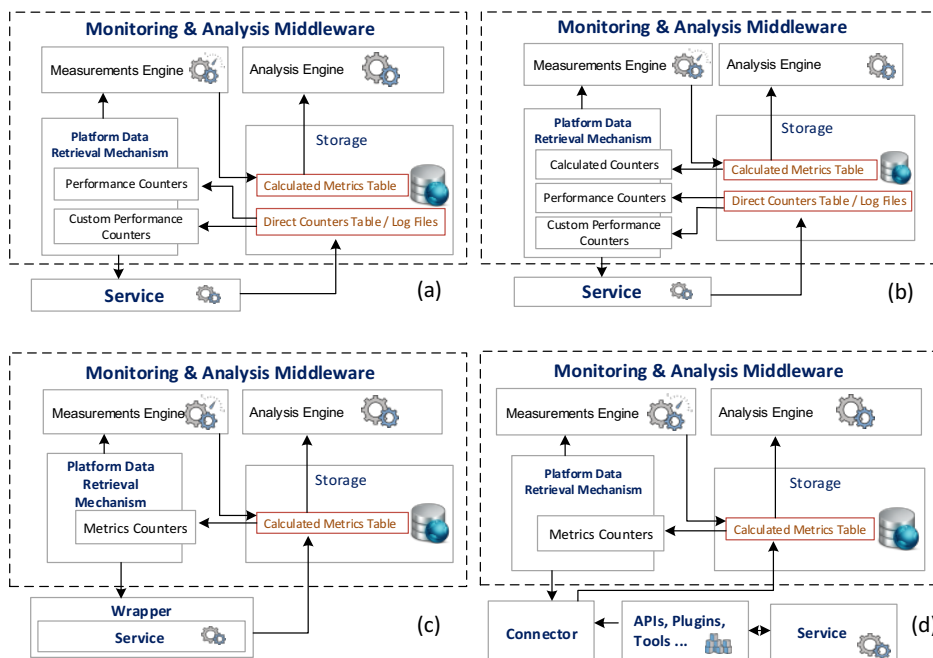 Monitoring & Analysis Middleware
Measurements Engine
Analysis Engine
Platform Data
Retrieval Mechanism
Storage
Performance Counters
Calculated Metrics Table
Custom Performance
Counters
Direct Counters Table / Log Files
Service
(a)
Monitoring & Analysis Middleware
Measurements Engine
Analysis Engine
Platform Data
Retrieval Mechanism
Storage
Calculated Counters
Calculated Metrics Table
Performance Counters
Direct Counters Table / Log Files
Custom Performance
Counters
Service
(b)
Monitoring & Analysis Middleware
Measurements Engine
Analysis Engine
Platform Data
Retrieval
Mechanism
Storage
Metrics Counters
Calculated Metrics Table
Wrapper
Service
(c)
Monitoring & Analysis Middleware
Measurements Engine
Analysis Engine
Platform Data
Retrieval Mechanism
Storage
Metrics Counters
Calculated Metrics Table
Connector
APIs, Plugins,
Tools ...
Service
(d)